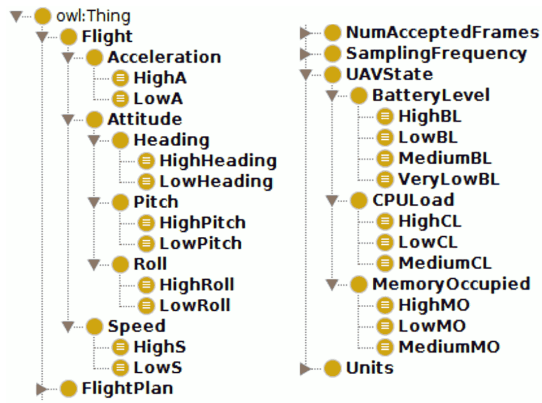 owl:Thing
Flight
Acceleration
HighA
LowA
Attitude
Heading
HighHeading
LowHeading
Pitch
HighPitch
LowPitch
Roll
HighRoll
LowRoll
Speed
HighS
LowS
FlightPlan
NumAcceptedFrames
SamplingFrequency
UAVState
BatteryLevel
HighBL
LowBL
MediumBL
VeryLowBL
CPULoad
HighCL
LowCL
MediumCL
MemoryOccupied
HighMO
LowMO
MediumMO
Units